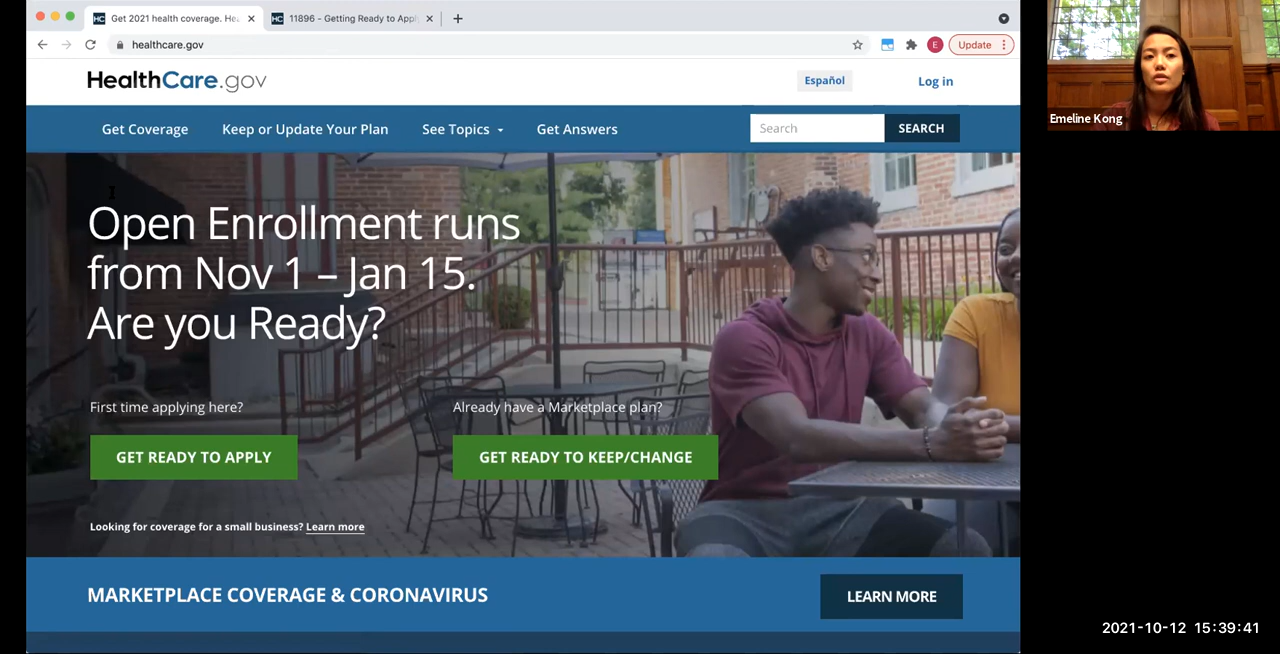 Get 2021 health coverage. Hea
11896 - Getting Ready to Appl
healthcare.gov
E
Update
HealthCare.gov
Español
Log in
Get Coverage
Keep or Update Your Plan
See Topics
Get Answers
Search
SEARCH
Open Enrollment runs
from Nov 1 – Jan 15.
Are you Ready?
First time applying here?
Already have a Marketplace plan?
GET READY TO APPLY
GET READY TO KEEP/CHANGE
Looking for coverage for a small business? Learn more
MARKETPLACE COVERAGE & CORONAVIRUS
LEARN MORE
Emeline Kong
2021-10-12 15:39:41